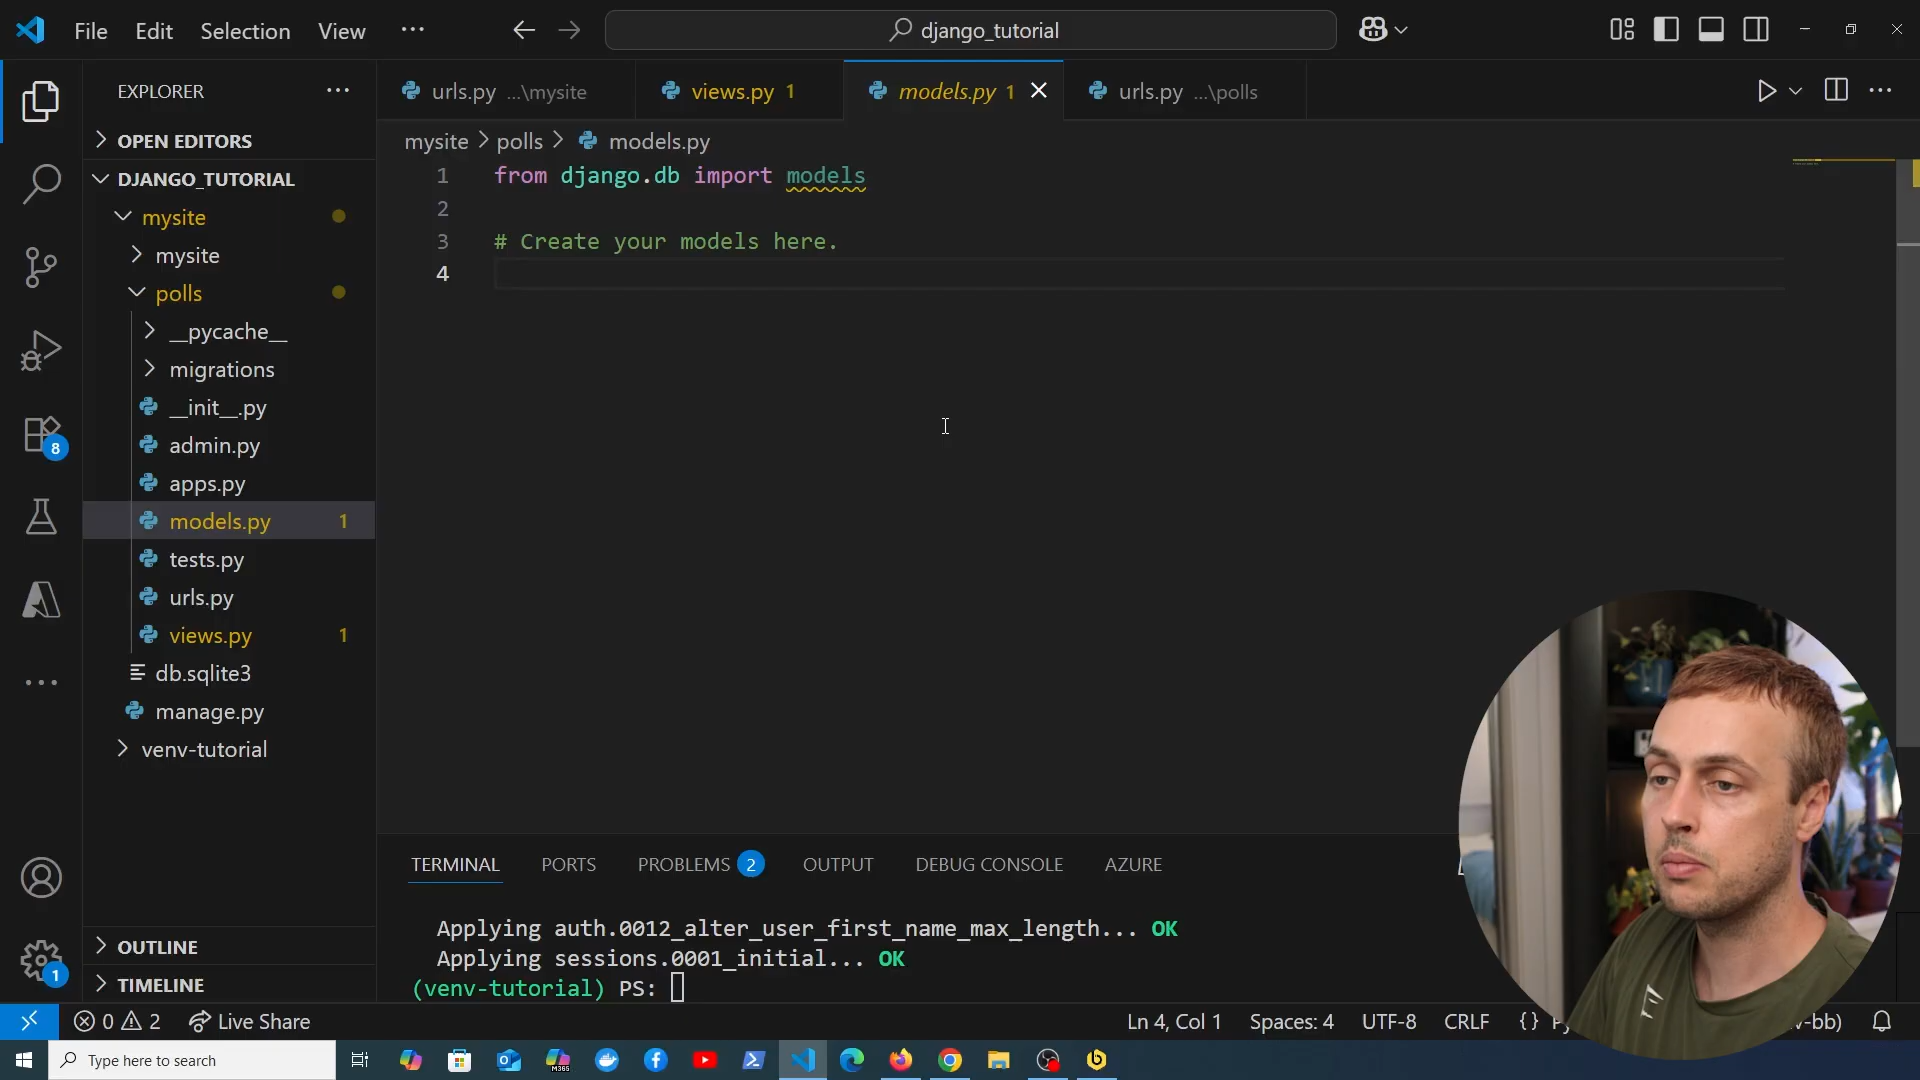 File Edit Selection View ...
django_tutorial
EXPLORER
OPEN EDITORS
DJANGO_TUTORIAL
mysite
mysite
polls
__pycache__
migrations
__init__.py
admin.py
apps.py
models.py 1
tests.py
urls.py
views.py 1
db.sqlite3
manage.py
venv-tutorial
OUTLINE
TIMELINE
urls.py ...\mysite
views.py 1
models.py 1
urls.py ...\polls
mysite > polls > models.py
1 from django.db import models
2
3 # Create your models here.
4
TERMINAL PORTS PROBLEMS 2 OUTPUT DEBUG CONSOLE AZURE
Applying auth.0012_alter_user_first_name_max_length... OK
Applying sessions.0001_initial... OK
(venv-tutorial) PS:
8
1
0 2 Live Share
Ln 4, Col 1 Spaces: 4 UTF-8 CRLF {}
Type here to search
M365